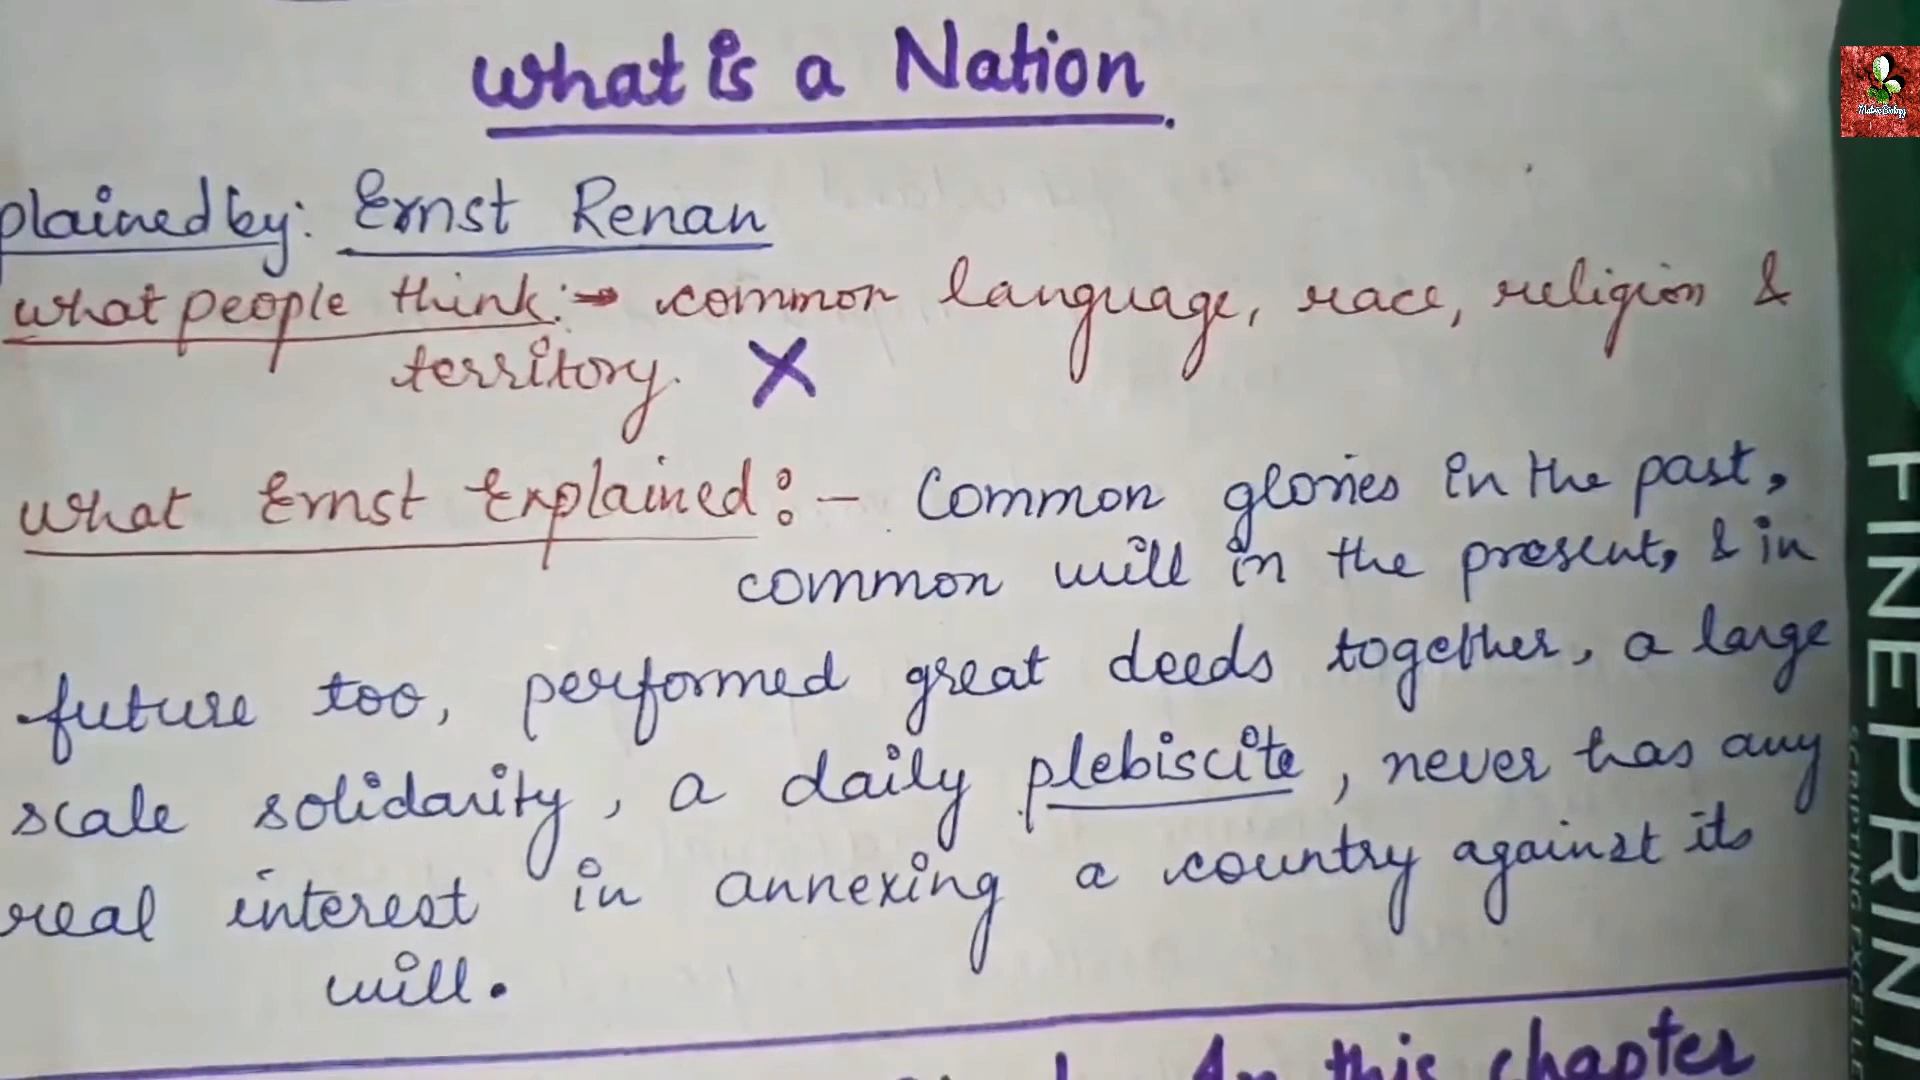 What is a Nation.
plained by: Ernst Renan
What people think:→ common language, race, religion &
territory. X
What Ernst Explained:- Common glories in the past,
common will in the present, & in
future too, performed great deeds together, a large
scale solidarity, a daily plebiscite, never has any
real interest in annexing a country against its
will.
In this chapter
FINEPRINT